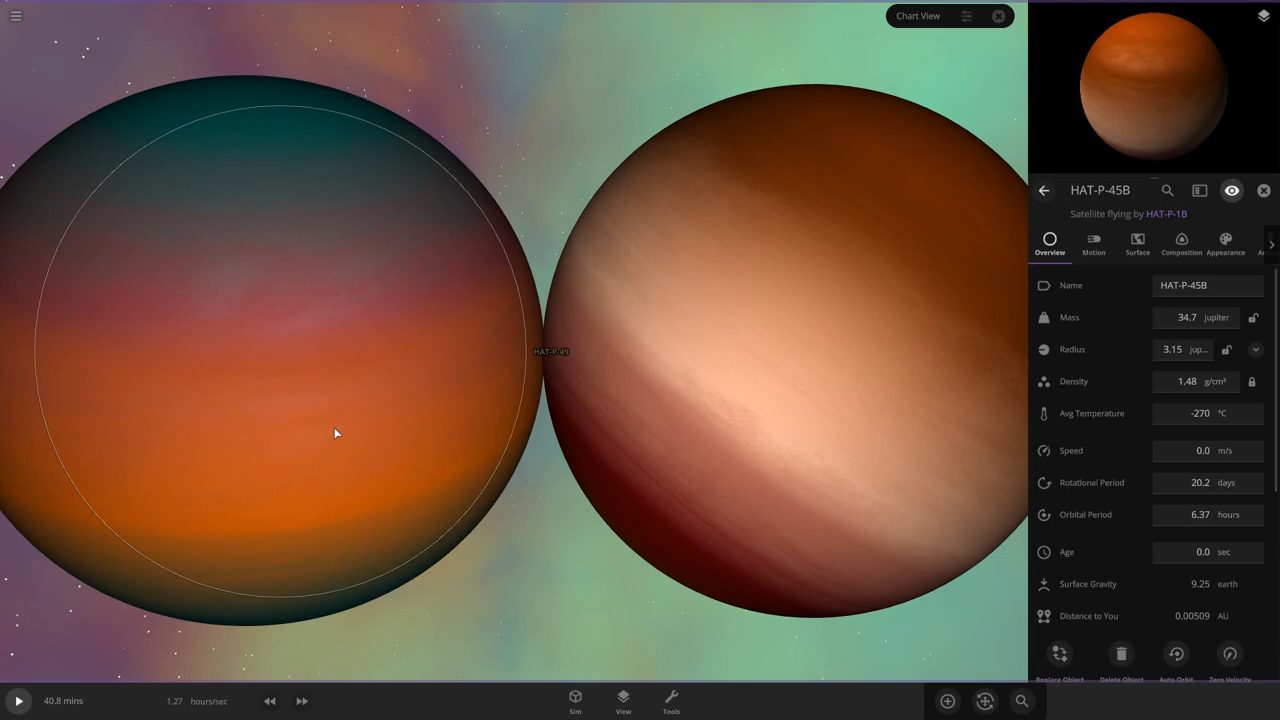 Chart View
HAT-P-49
HAT-P-45B
Satellite flying by HAT-P-1B
Overview Motion Surface Composition Appearance
Name HAT-P-45B
Mass 34.7 jupiter
Radius 3.15 jup...
Density 1.48 g/cm³
Avg Temperature -270 °C
Speed 0.0 m/s
Rotational Period 20.2 days
Orbital Period 6.37 hours
Age 0.0 sec
Surface Gravity 9.25 earth
Distance to You 0.00509 AU
Replace Object Delete Object Auto Orbit Zero Velocity
40.8 mins 1.27 hours/sec
Sim View Tools